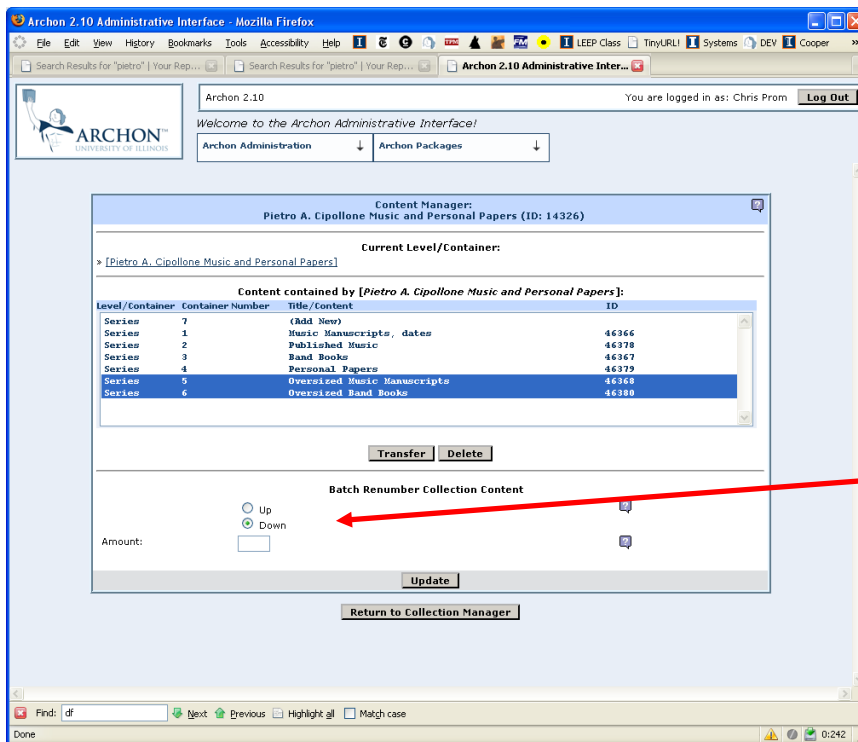 Archon 2.10 Administrative Interface - Mozilla Firefox
File Edit View History Bookmarks Tools Accessibility Help LEEP Class TinyURL! Systems DEV Cooper »
Search Results for "pietro" | Your Rep... Search Results for "pietro" | Your Rep... Archon 2.10 Administrative Inter...
ARCHON™
UNIVERSITY OF ILLINOIS
Archon 2.10 You are logged in as: Chris Prom Log Out
Welcome to the Archon Administrative Interface!
Archon Administration ↓ Archon Packages ↓
Content Manager:
Pietro A. Cipollone Music and Personal Papers (ID: 14326)
Current Level/Container:
» [Pietro A. Cipollone Music and Personal Papers]
Content contained by [Pietro A. Cipollone Music and Personal Papers]:
Level/Container Container Number Title/Content ID
Series 7 (Add New)
Series 1 Music Manuscripts, dates 46366
Series 2 Published Music 46378
Series 3 Band Books 46367
Series 4 Personal Papers 46379
Series 5 Oversized Music Manuscripts 46368
Series 6 Oversized Band Books 46380
Transfer Delete
Batch Renumber Collection Content
Up
Down
Amount:
Update
Return to Collection Manager
Find: df Next Previous Highlight all Match case
Done 0:242